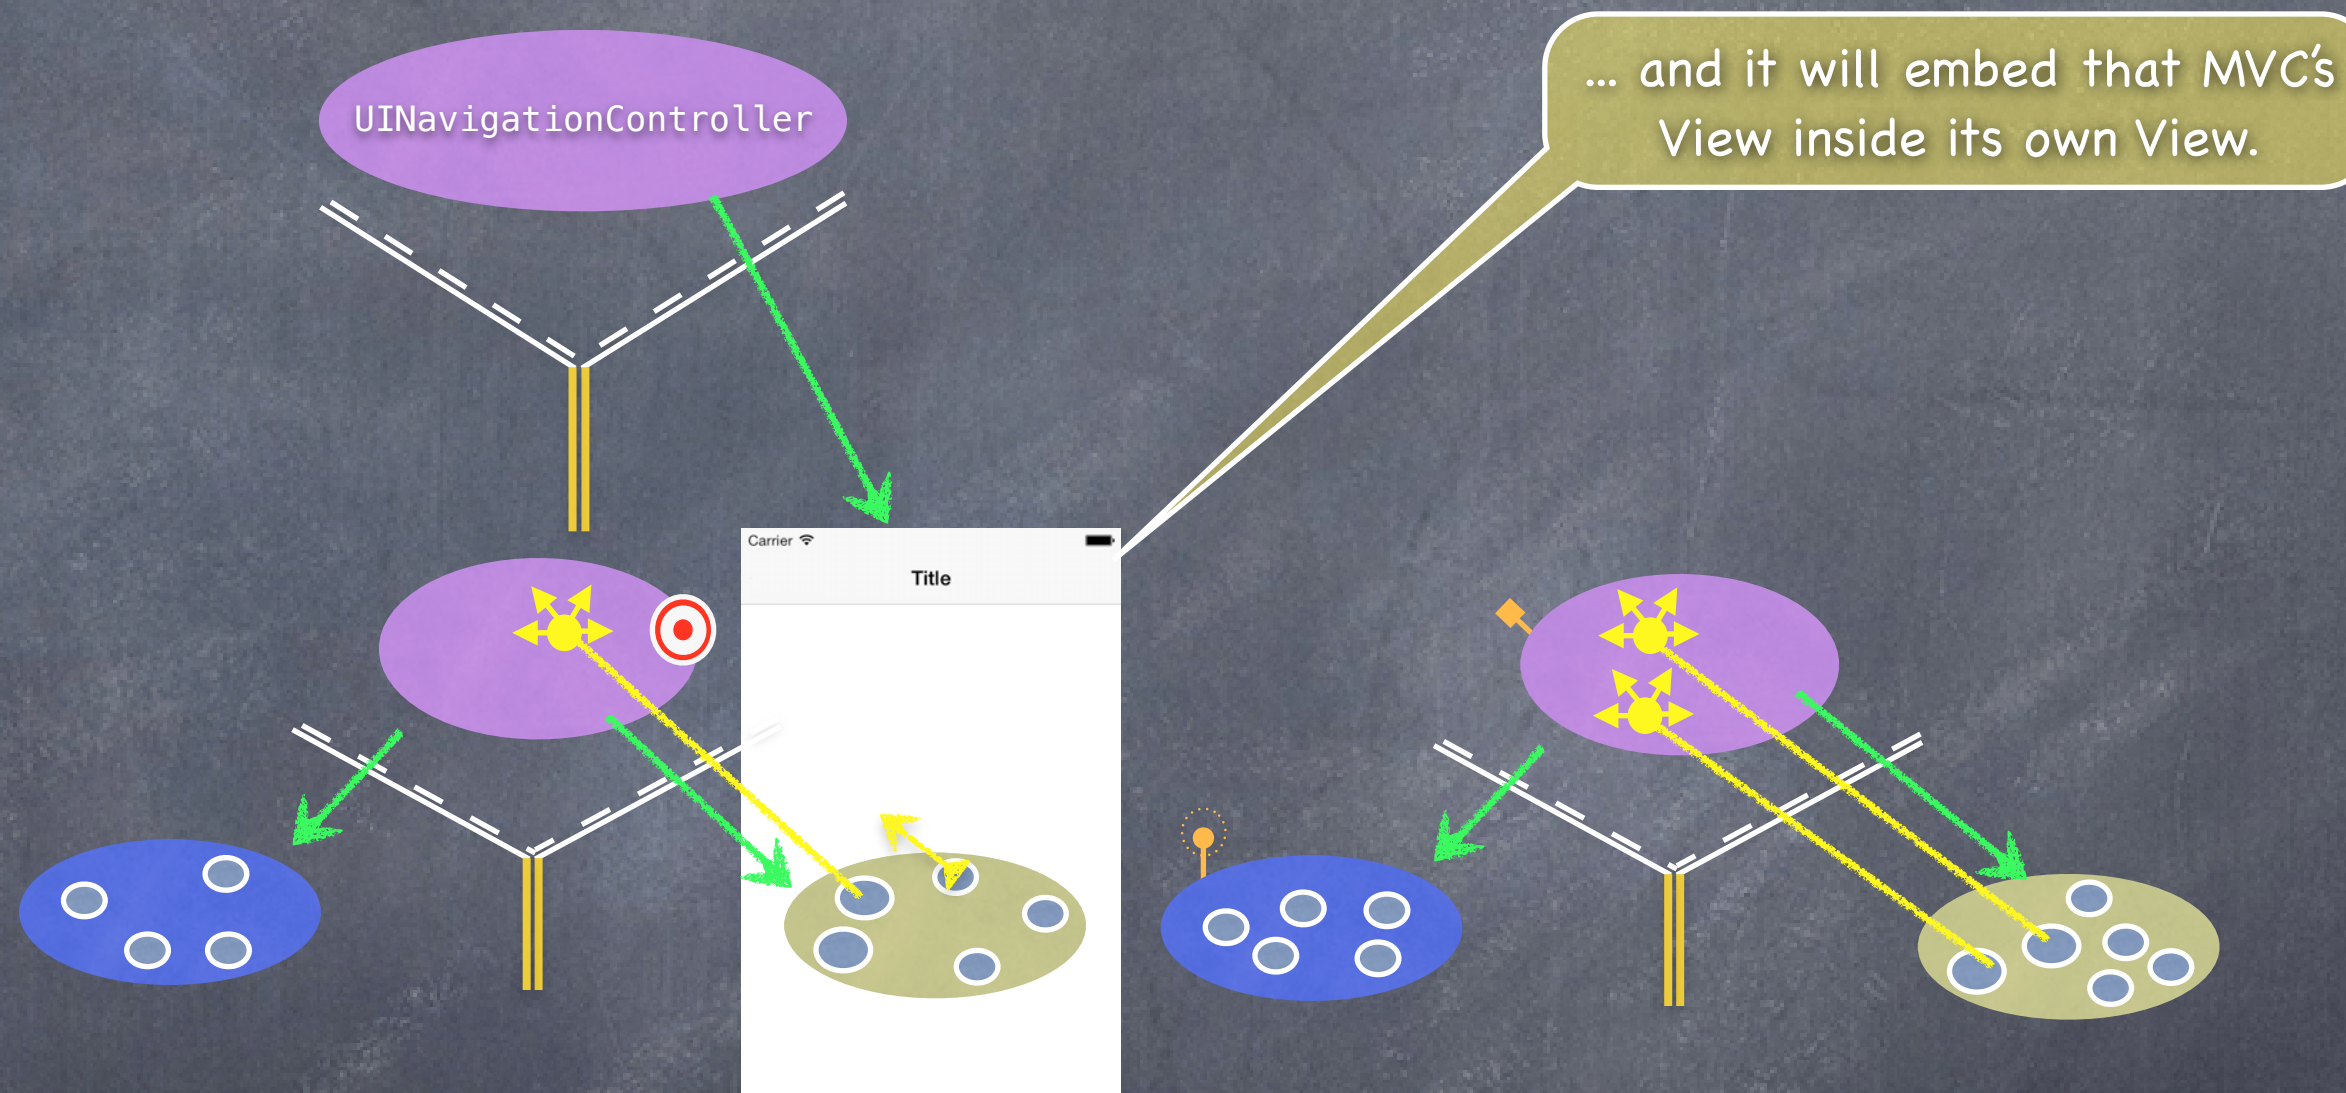 UINavigationController
... and it will embed that MVC's
View inside its own View.
Carrier
Title